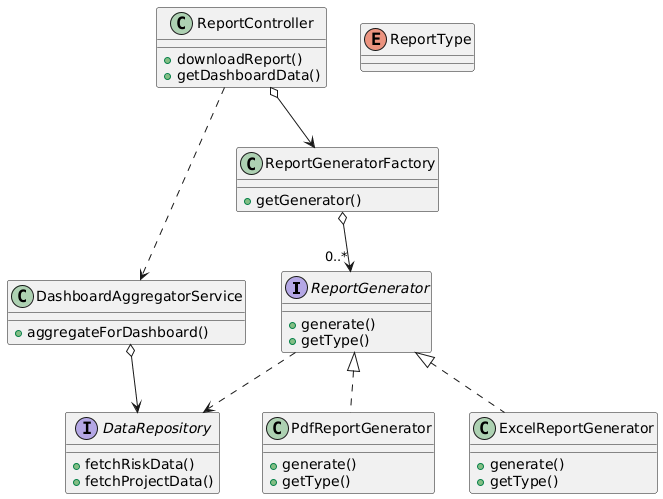 C ReportController
downloadReport()
getDashboardData()
E ReportType
C ReportGeneratorFactory
getGenerator()
0..*
C DashboardAggregatorService
aggregateForDashboard()
I ReportGenerator
generate()
getType()
I DataRepository
fetchRiskData()
fetchProjectData()
C PdfReportGenerator
generate()
getType()
C ExcelReportGenerator
generate()
getType()